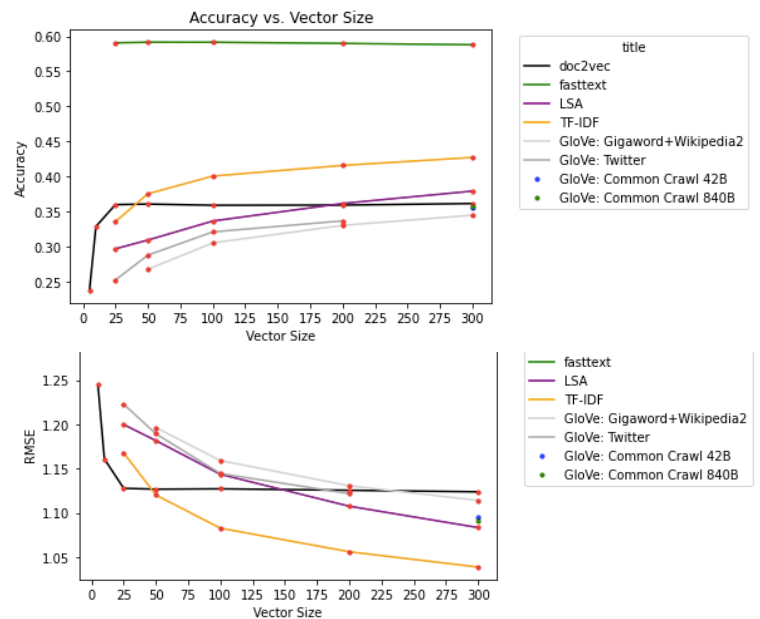 Accuracy vs. Vector Size
0.60
0.55
0.50
0.45
0.40
0.35
0.30
0.25
Accuracy
0 25 50 75 100 125 150 175 200 225 250 275 300
Vector Size
title
doc2vec
fasttext
LSA
TF-IDF
GloVe: Gigaword+Wikipedia2
GloVe: Twitter
GloVe: Common Crawl 42B
GloVe: Common Crawl 840B
1.25
1.20
1.15
1.10
1.05
RMSE
0 25 50 75 100 125 150 175 200 225 250 275 300
Vector Size
fasttext
LSA
TF-IDF
GloVe: Gigaword+Wikipedia2
GloVe: Twitter
GloVe: Common Crawl 42B
GloVe: Common Crawl 840B